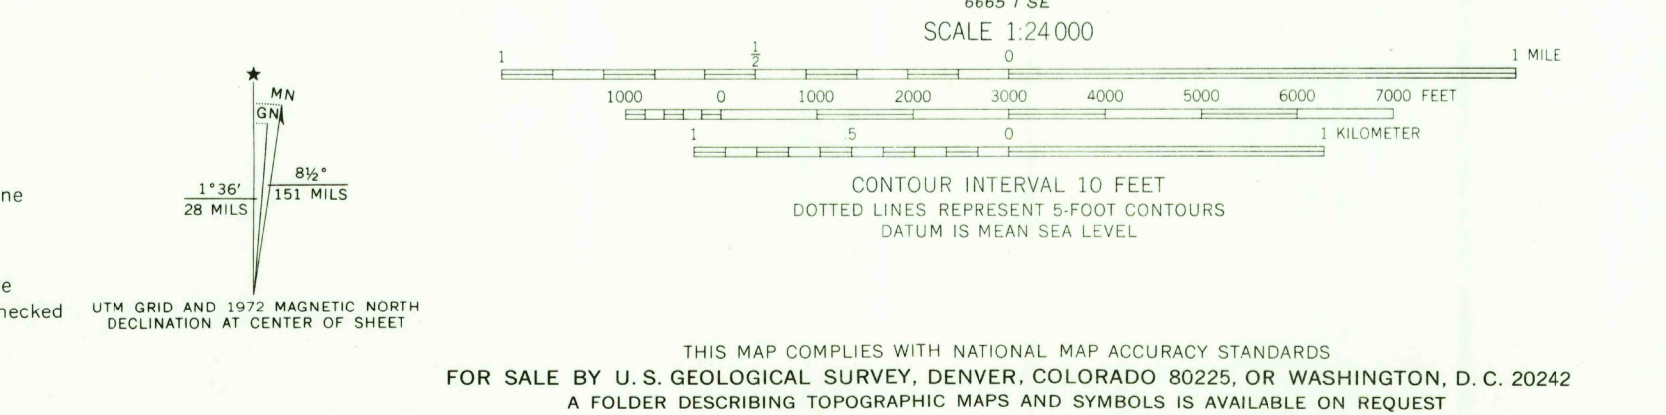 6665 I SE
SCALE 1:24 000
1 ½ 0 1 MILE
1000 0 1000 2000 3000 4000 5000 6000 7000 FEET
1 .5 0 1 KILOMETER
CONTOUR INTERVAL 10 FEET
DOTTED LINES REPRESENT 5-FOOT CONTOURS
DATUM IS MEAN SEA LEVEL
★
MN
GN
8½°
151 MILS
1°36′
28 MILS
UTM GRID AND 1972 MAGNETIC NORTH
DECLINATION AT CENTER OF SHEET
ne
e
hecked
THIS MAP COMPLIES WITH NATIONAL MAP ACCURACY STANDARDS
FOR SALE BY U. S. GEOLOGICAL SURVEY, DENVER, COLORADO 80225, OR WASHINGTON, D. C. 20242
A FOLDER DESCRIBING TOPOGRAPHIC MAPS AND SYMBOLS IS AVAILABLE ON REQUEST